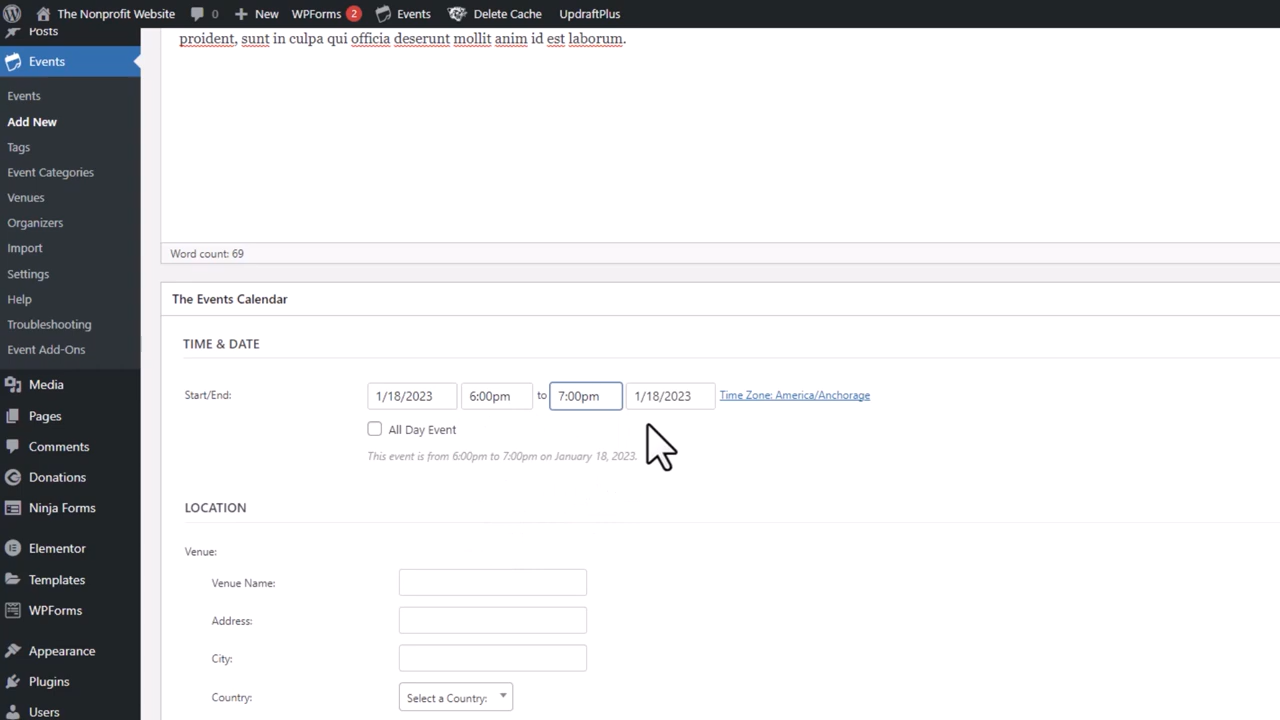 The Nonprofit Website 0 New WPForms 2 Events Delete Cache UpdraftPlus
Posts
Events
Events
Add New
Tags
Event Categories
Venues
Organizers
Import
Settings
Help
Troubleshooting
Event Add-Ons
Media
Pages
Comments
Donations
Ninja Forms
Elementor
Templates
WPForms
Appearance
Plugins
Users
proident, sunt in culpa qui officia deserunt mollit anim id est laborum.
Word count: 69
The Events Calendar
TIME & DATE
Start/End: 1/18/2023 6:00pm to 7:00pm 1/18/2023 Time Zone: America/Anchorage
All Day Event
This event is from 6:00pm to 7:00pm on January 18, 2023.
LOCATION
Venue:
Venue Name:
Address:
City:
Country: Select a Country: